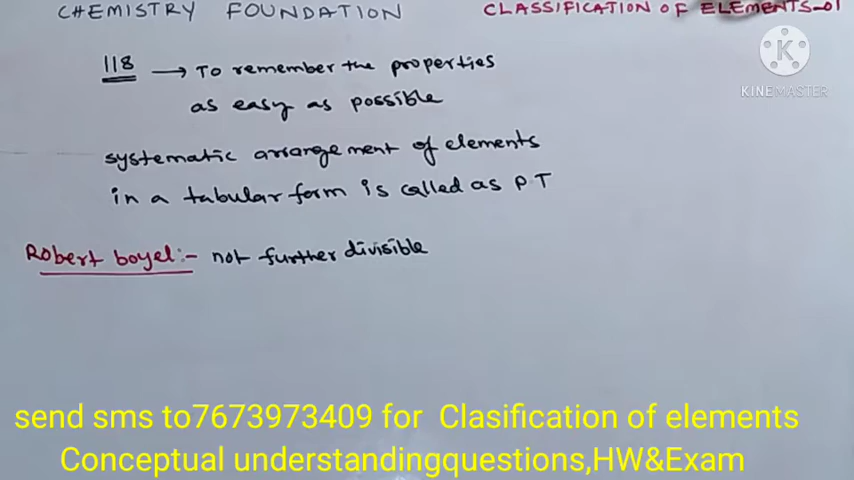 CHEMISTRY FOUNDATION
CLASSIFICATION OF ELEMENTS-01
118 → To remember the properties
as easy as possible
KINEMASTER
systematic arrangement of elements
in a tabular form is called as P.T
Robert boyel:- not further divisible
send sms to7673973409 for Clasification of elements
Conceptual understandingquestions,HW&Exam